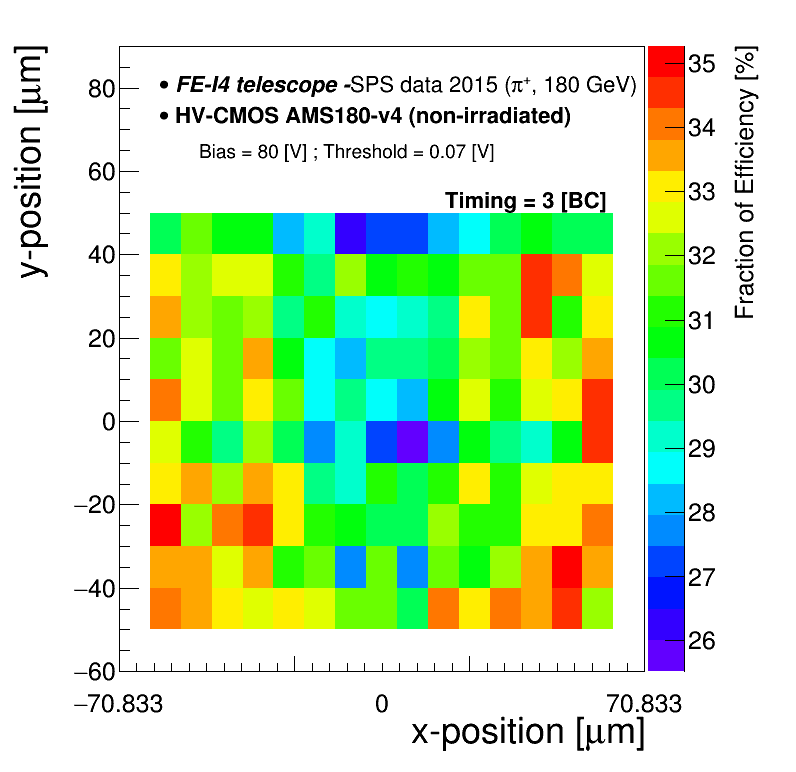 • FE-I4 telescope -SPS data 2015 (π⁺, 180 GeV)
• HV-CMOS AMS180-v4 (non-irradiated)
Bias = 80 [V] ; Threshold = 0.07 [V]
Timing = 3 [BC]
y-position [μm]
80
60
40
20
0
−20
−40
−60
−70.833 0 70.833
x-position [μm]
35
34
33
32
31
30
29
28
27
26
Fraction of Efficiency [%]